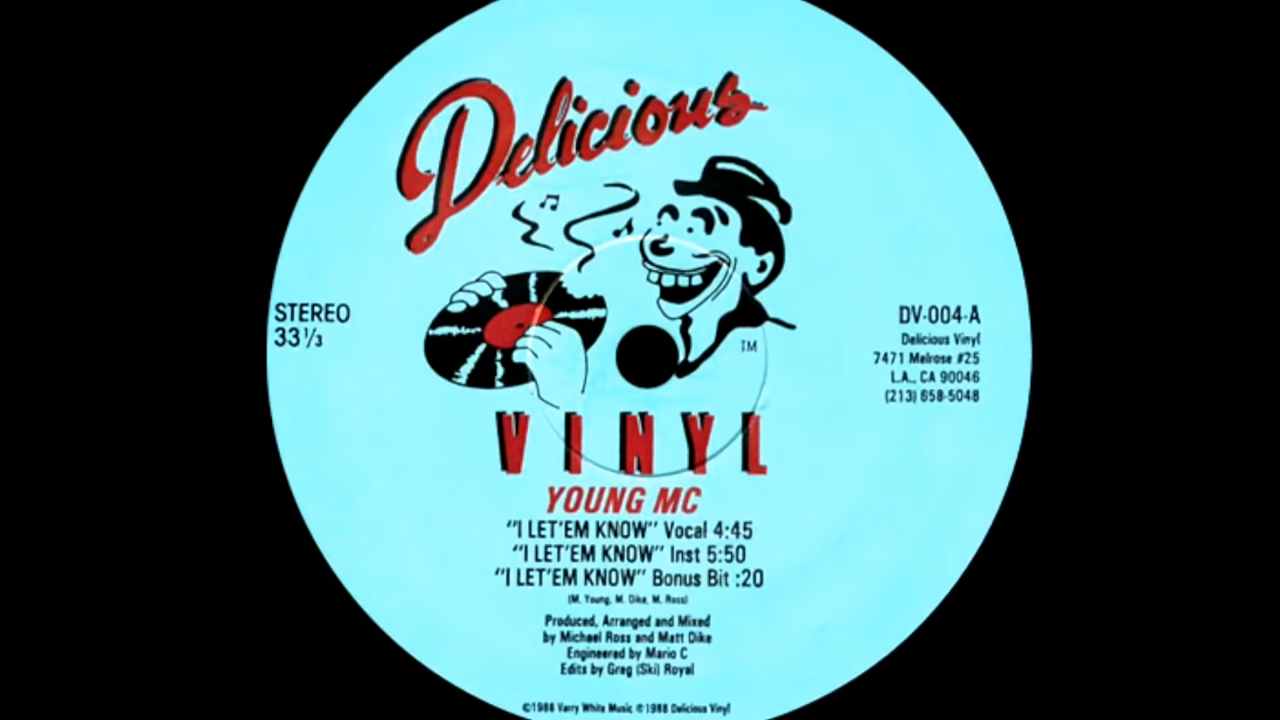 Delicious
STEREO
33 1/3
DV-004-A
Delicious Vinyl
7471 Melrose #25
L.A., CA 90046
(213) 658-5048
TM
VINYL
YOUNG MC
"I LET'EM KNOW" Vocal 4:45
"I LET'EM KNOW" Inst 5:50
"I LET'EM KNOW" Bonus Bit :20
(M. Young, M. Dike, M. Ross)
Produced, Arranged and Mixed
by Michael Ross and Matt Dike
Engineered by Mario C
Edits by Greg (Ski) Royal
©1988 Varry White Music ℗1988 Delicious Vinyl